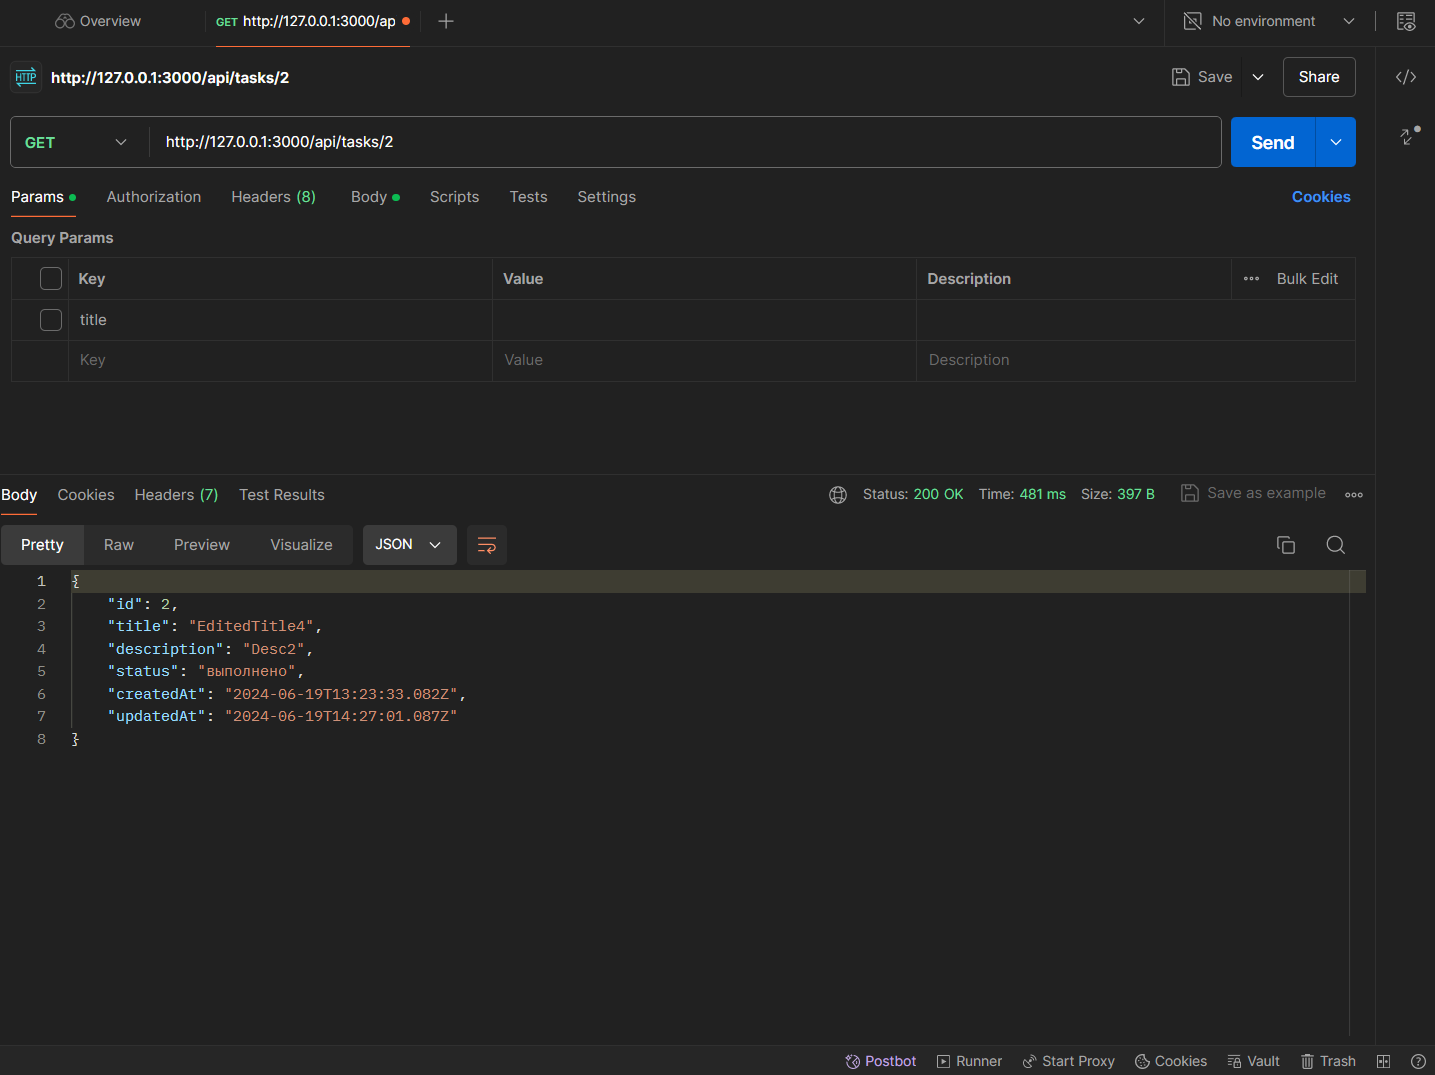 Overview
GET http://127.0.0.1:3000/ap
No environment
HTTP http://127.0.0.1:3000/api/tasks/2
Save
Share
GET http://127.0.0.1:3000/api/tasks/2
Send
Params Authorization Headers (8) Body Scripts Tests Settings Cookies
Query Params
Key Value Description Bulk Edit
title
Key Value Description
Body Cookies Headers (7) Test Results Status: 200 OK Time: 481 ms Size: 397 B Save as example
Pretty Raw Preview Visualize JSON
1 {
2 "id": 2,
3 "title": "EditedTitle4",
4 "description": "Desc2",
5 "status": "выполнено",
6 "createdAt": "2024-06-19T13:23:33.082Z",
7 "updatedAt": "2024-06-19T14:27:01.087Z"
8 }
Postbot Runner Start Proxy Cookies Vault Trash